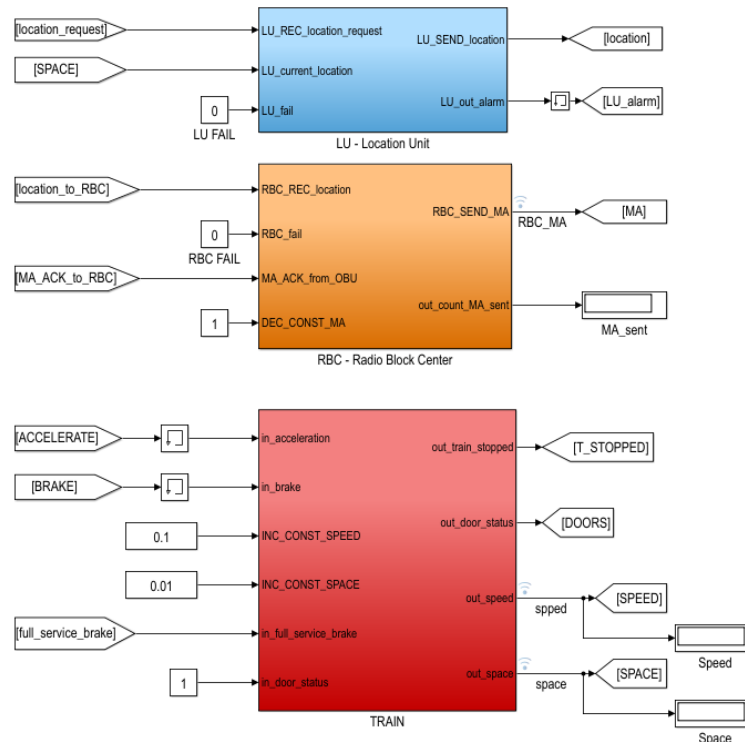 [location_request]
LU_REC_location_request
LU_SEND_location
[location]
[SPACE]
LU_current_location
LU_out_alarm
[LU_alarm]
0
LU_fail
LU FAIL
LU - Location Unit
[location_to_RBC]
RBC_REC_location
RBC_SEND_MA
[MA]
RBC_MA
0
RBC_fail
RBC FAIL
[MA_ACK_to_RBC]
MA_ACK_from_OBU
out_count_MA_sent
MA_sent
1
DEC_CONST_MA
RBC - Radio Block Center
[ACCELERATE]
in_acceleration
out_train_stopped
[T_STOPPED]
[BRAKE]
in_brake
out_door_status
[DOORS]
0.1
INC_CONST_SPEED
0.01
INC_CONST_SPACE
out_speed
spped
[SPEED]
Speed
[full_service_brake]
in_full_service_brake
out_space
space
[SPACE]
Space
1
in_door_status
TRAIN